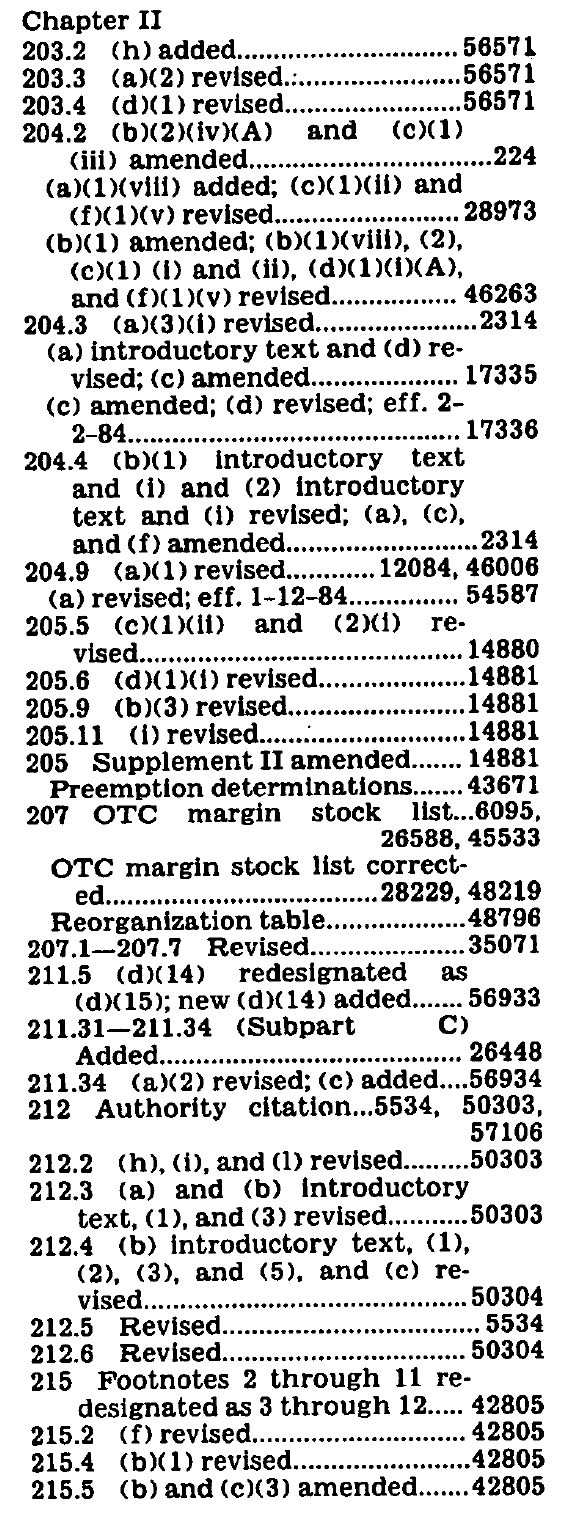 Chapter II
203.2 (h) added..............................56571
203.3 (a)(2) revised.:......................56571
203.4 (d)(1) revised.........................56571
204.2 (b)(2)(iv)(A) and (c)(1)
(iii) amended...................................224
(a)(1)(viii) added; (c)(1)(ii) and
(f)(1)(v) revised.......................... 28973
(b)(1) amended; (b)(1)(viii), (2),
(c)(1) (i) and (ii), (d)(1)(i)(A),
and (f)(1)(v) revised.................. 46263
204.3 (a)(3)(i) revised.......................2314
(a) introductory text and (d) re-
vised; (c) amended..................... 17335
(c) amended; (d) revised; eff. 2-
2-84............................................... 17336
204.4 (b)(1) introductory text
and (i) and (2) introductory
text and (i) revised; (a), (c),
and (f) amended...........................2314
204.9 (a)(1) revised........... 12084, 46006
(a) revised; eff. 1-12-84................ 54587
205.5 (c)(1)(ii) and (2)(i) re-
vised.............................................. 14880
205.6 (d)(1)(i) revised.....................14881
205.9 (b)(3) revised.........................14881
205.11 (i) revised.............................14881
205 Supplement II amended....... 14881
Preemption determinations....... 43671
207 OTC margin stock list...6095,
26588, 45533
OTC margin stock list correct-
ed.......................................28229, 48219
Reorganization table....................48796
207.1—207.7 Revised......................35071
211.5 (d)(14) redesignated as
(d)(15); new (d)(14) added....... 56933
211.31—211.34 (Subpart C)
Added........................................... 26448
211.34 (a)(2) revised; (c) added....56934
212 Authority citation...5534, 50303,
57106
212.2 (h), (i), and (l) revised.........50303
212.3 (a) and (b) introductory
text, (1), and (3) revised...........50303
212.4 (b) introductory text, (1),
(2), (3), and (5), and (c) re-
vised.............................................. 50304
212.5 Revised..................................... 5534
212.6 Revised................................... 50304
215 Footnotes 2 through 11 re-
designated as 3 through 12..... 42805
215.2 (f) revised............................... 42805
215.4 (b)(1) revised......................... 42805
215.5 (b) and (c)(3) amended.......42805